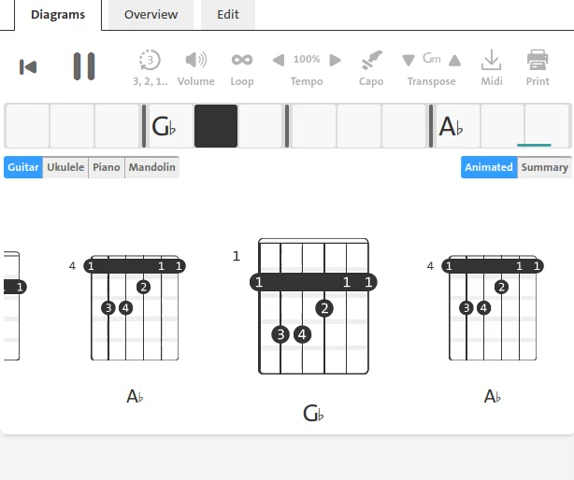 Diagrams Overview Edit
3
100%
Gm
3, 2, 1.. Volume Loop Tempo Capo Transpose Midi Print
G♭ A♭
Guitar Ukulele Piano Mandolin Animated Summary
1
4 1 1 1
2
3 4
A♭
1
1 1 1
2
3 4
G♭
4 1 1 1
2
3 4
A♭